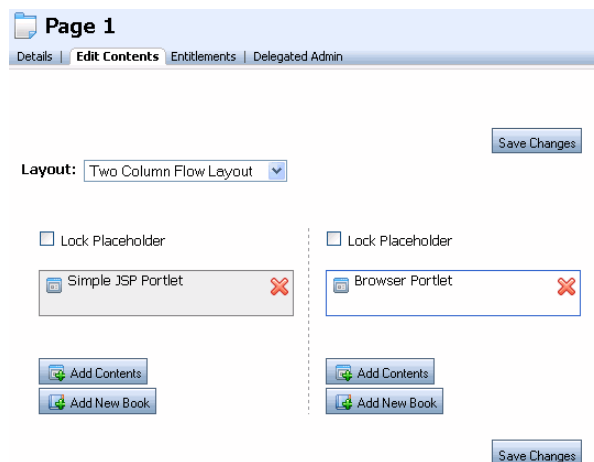 Page 1
Details | Edit Contents Entitlements | Delegated Admin
Save Changes
Layout: Two Column Flow Layout
Lock Placeholder Lock Placeholder
Simple JSP Portlet Browser Portlet
Add Contents Add Contents
Add New Book Add New Book
Save Changes